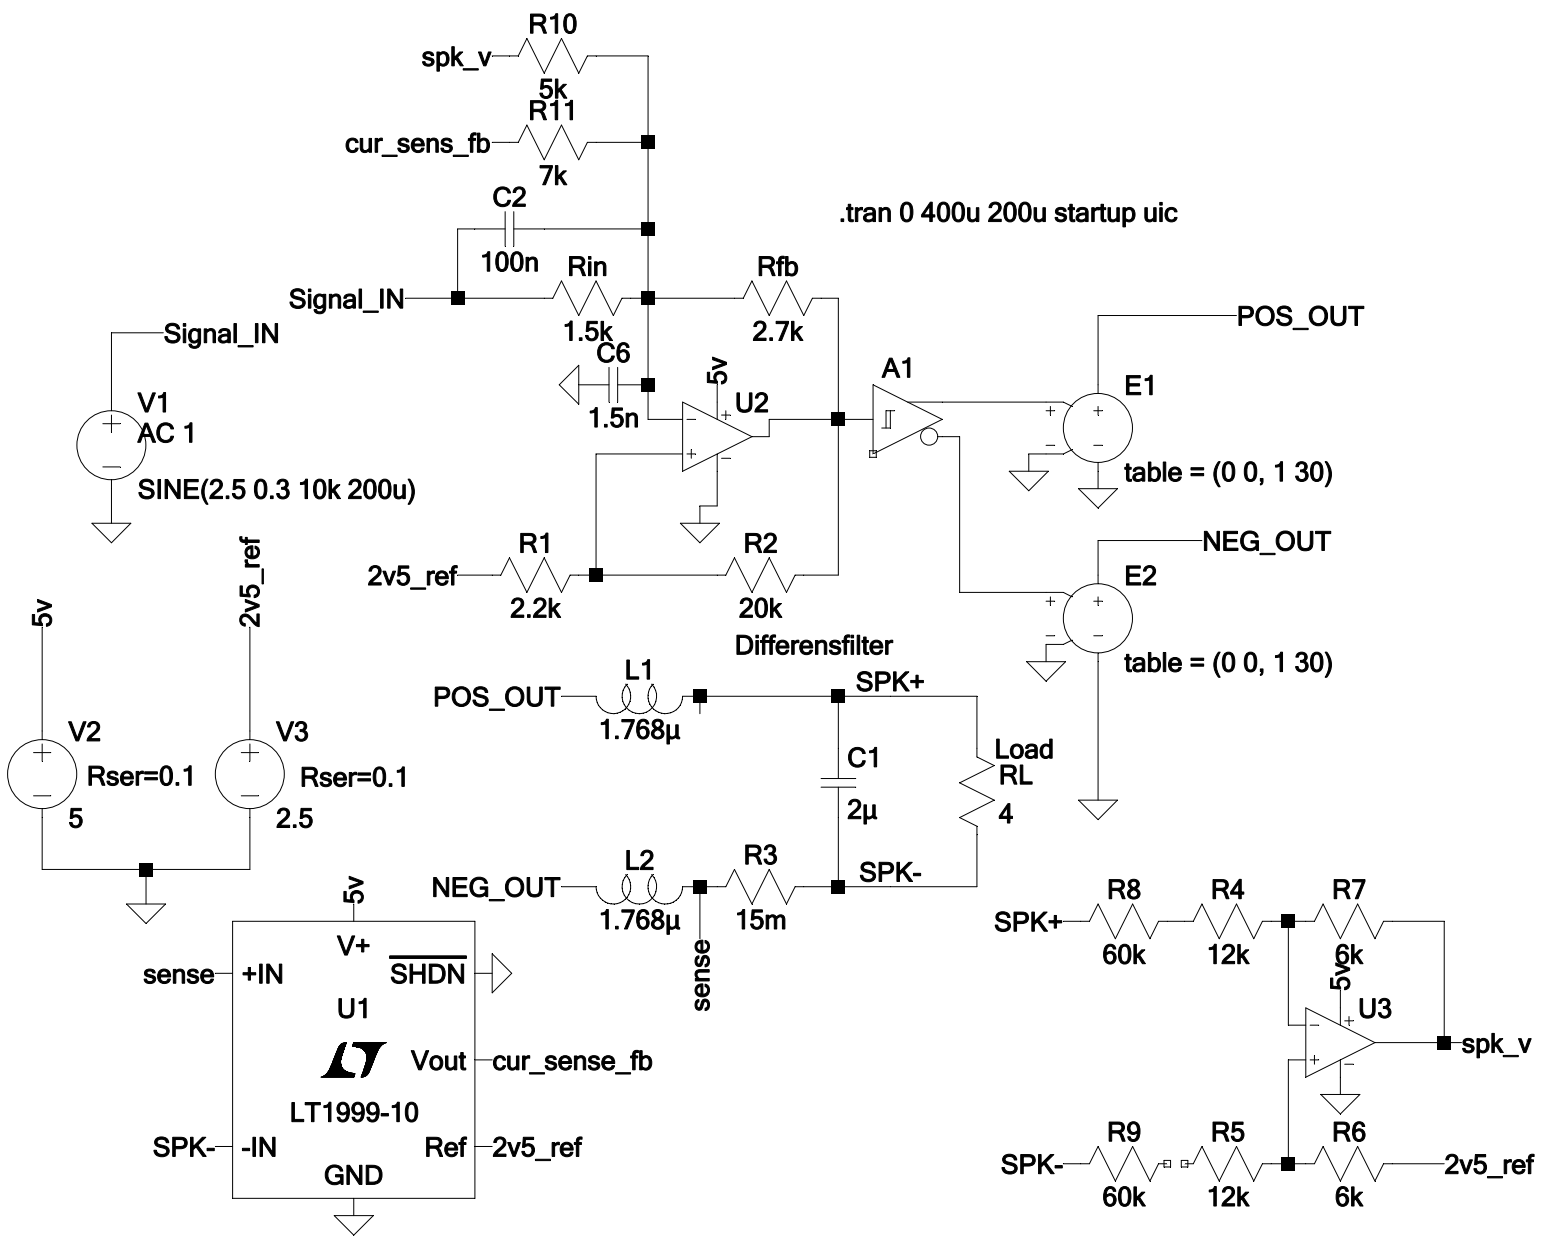 R10
spk_v
5k
R11
cur_sens_fb
7k
C2
100n
.tran 0 400u 200u startup uic
Rin
Rfb
Signal_IN
1.5k
2.7k
POS_OUT
Signal_IN
C6
5v
A1
1.5n
U2
E1
V1
AC 1
+
−
SINE(2.5 0.3 10k 200u)
table = (0 0, 1 30)
R1
R2
2v5_ref
2.2k
20k
NEG_OUT
E2
table = (0 0, 1 30)
5v
2v5_ref
Differensfilter
L1
POS_OUT
1.768µ
SPK+
V2
Rser=0.1
5
V3
Rser=0.1
2.5
C1
2µ
Load
RL
4
L2
NEG_OUT
1.768µ
R3
15m
SPK-
sense
5v
V+
sense
+IN
SHDN
U1
Vout
cur_sense_fb
LT1999-10
SPK-
-IN
Ref
2v5_ref
GND
R8
R4
R7
SPK+
60k
12k
6k
5v
U3
spk_v
R9
R5
R6
SPK-
2v5_ref
60k
12k
6k